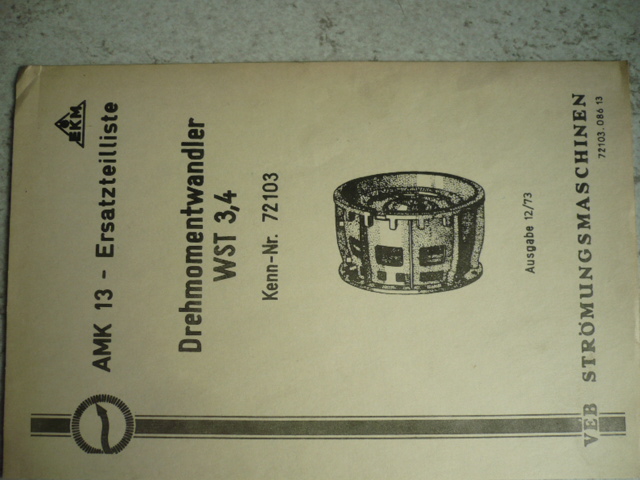 EKM
AMK 13 - Ersatzteilliste
Drehmomentwandler
WST 3,4
Kenn-Nr. 72103
Ausgabe 12/73
VEB STRÖMUNGSMASCHINEN
72103.086 13